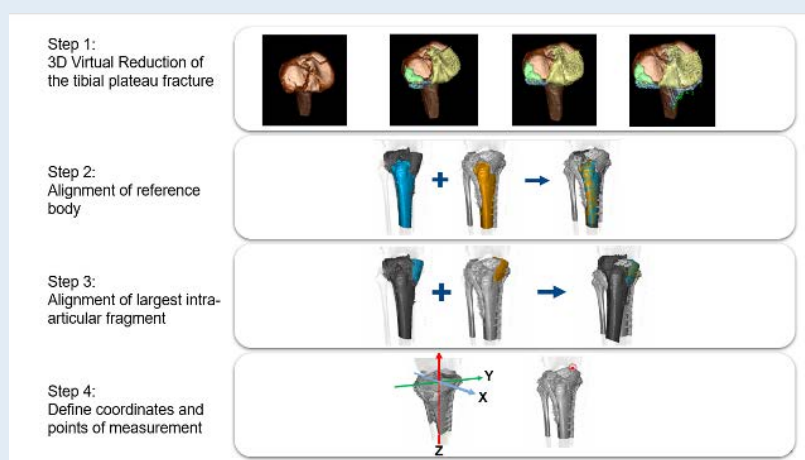 Step 1:
3D Virtual Reduction of
the tibial plateau fracture
Step 2:
Alignment of reference
body
Step 3:
Alignment of largest intra-
articular fragment
Step 4:
Define coordinates and
points of measurement
Y
X
Z